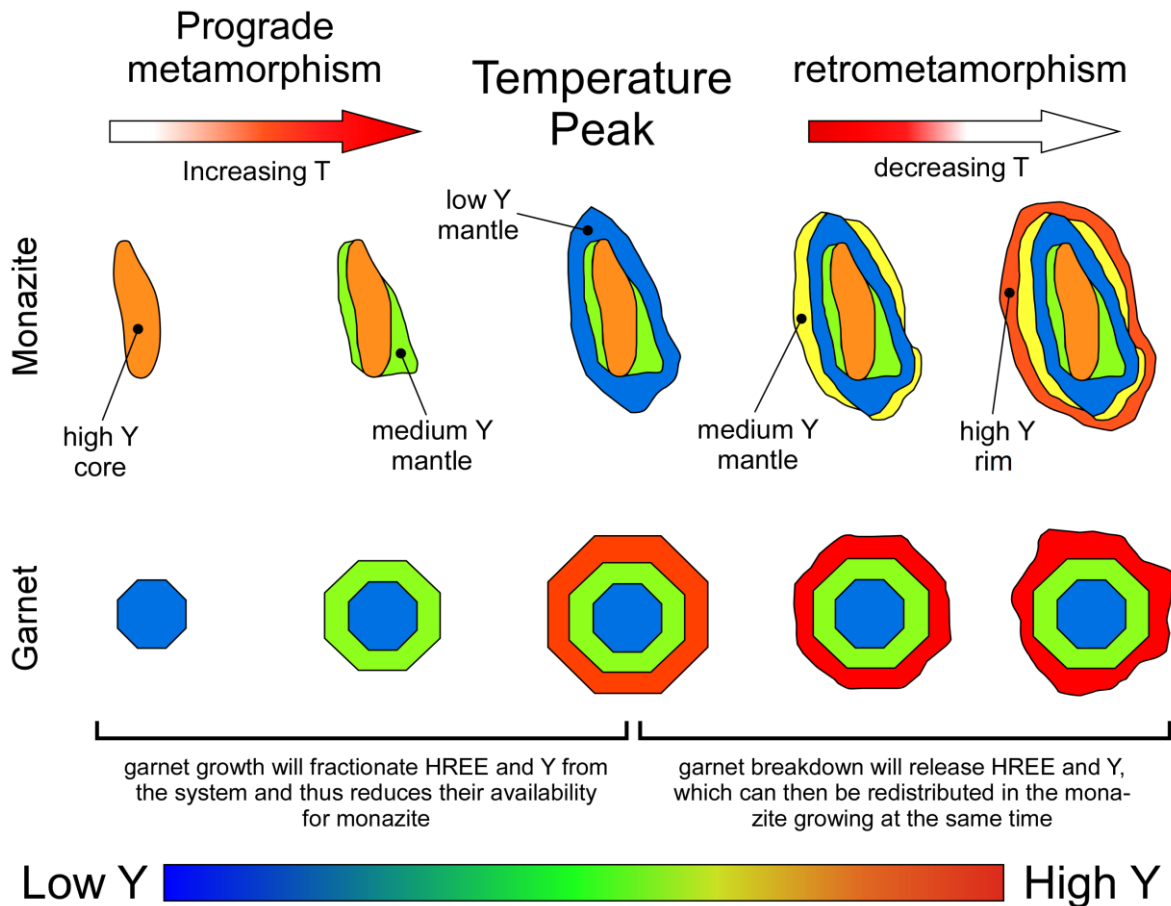 Prograde
metamorphism
Increasing T
Temperature
Peak
retrometamorphism
decreasing T
Monazite
high Y
core
medium Y
mantle
low Y
mantle
medium Y
mantle
high Y
rim
Garnet
garnet growth will fractionate HREE and Y from
the system and thus reduces their availability
for monazite
garnet breakdown will release HREE and Y,
which can then be redistributed in the mona-
zite growing at the same time
Low Y
High Y